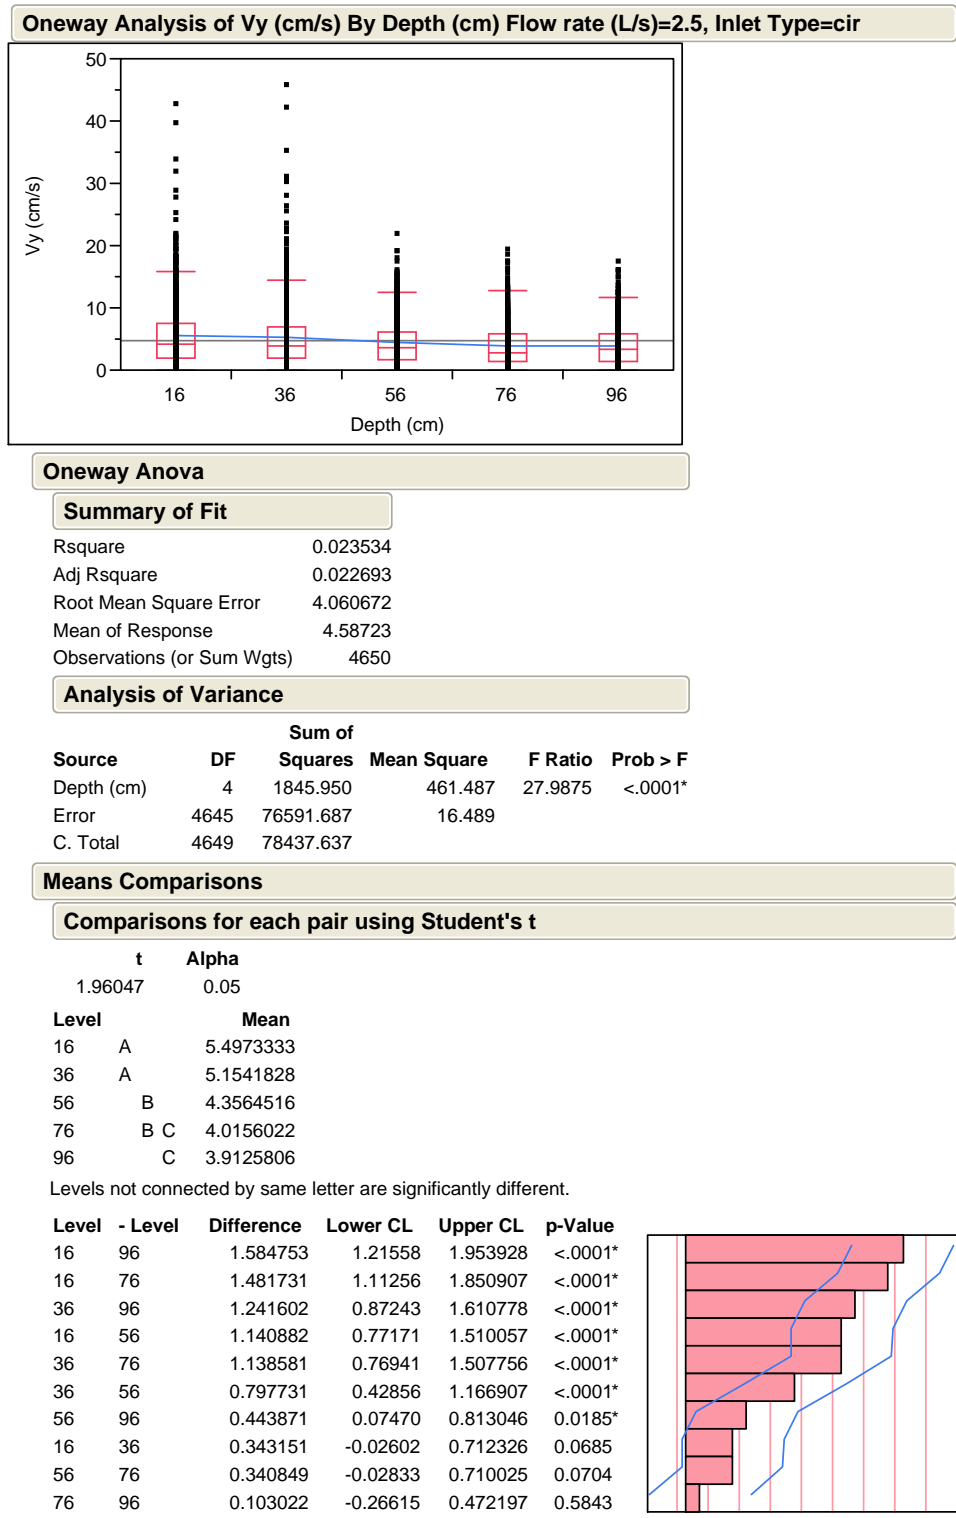 Oneway Analysis of Vy (cm/s) By Depth (cm) Flow rate (L/s)=2.5, Inlet Type=cir
50
40
30
20
10
0
Vy (cm/s)
16 36 56 76 96
Depth (cm)
Oneway Anova
Summary of Fit
Rsquare 0.023534
Adj Rsquare 0.022693
Root Mean Square Error 4.060672
Mean of Response 4.58723
Observations (or Sum Wgts) 4650
Analysis of Variance
Sum of
Source DF Squares Mean Square F Ratio Prob > F
Depth (cm) 4 1845.950 461.487 27.9875 <.0001*
Error 4645 76591.687 16.489
C. Total 4649 78437.637
Means Comparisons
Comparisons for each pair using Student's t
t Alpha
1.96047 0.05
Level Mean
16 A 5.4973333
36 A 5.1541828
56 B 4.3564516
76 B C 4.0156022
96 C 3.9125806
Levels not connected by same letter are significantly different.
Level - Level Difference Lower CL Upper CL p-Value
16 96 1.584753 1.21558 1.953928 <.0001*
16 76 1.481731 1.11256 1.850907 <.0001*
36 96 1.241602 0.87243 1.610778 <.0001*
16 56 1.140882 0.77171 1.510057 <.0001*
36 76 1.138581 0.76941 1.507756 <.0001*
36 56 0.797731 0.42856 1.166907 <.0001*
56 96 0.443871 0.07470 0.813046 0.0185*
16 36 0.343151 -0.02602 0.712326 0.0685
56 76 0.340849 -0.02833 0.710025 0.0704
76 96 0.103022 -0.26615 0.472197 0.5843